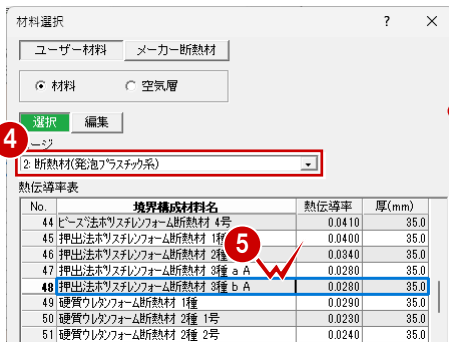 材料選択 ? ×
ユーザー材料 メーカー断熱材
材料 空気層
選択 編集
4 ージ
2: 断熱材(発泡プラスチック系)
熱伝導率表
No. 境界構成材料名 熱伝導率 厚(mm)
44 ビーズ法ポリスチレンフォーム断熱材 4号 0.0410 35.0
45 押出法ポリスチレンフォーム断熱材 1種 0.0400 35.0
46 押出法ポリスチレンフォーム断熱材 2種 0.0340 35.0
5
47 押出法ポリスチレンフォーム断熱材 3種 a A 0.0280 35.0
48 押出法ポリスチレンフォーム断熱材 3種 b A 0.0280 35.0
49 硬質ウレタンフォーム断熱材 1種 0.0290 35.0
50 硬質ウレタンフォーム断熱材 2種 1号 0.0230 35.0
51 硬質ウレタンフォーム断熱材 2種 2号 0.0240 35.0